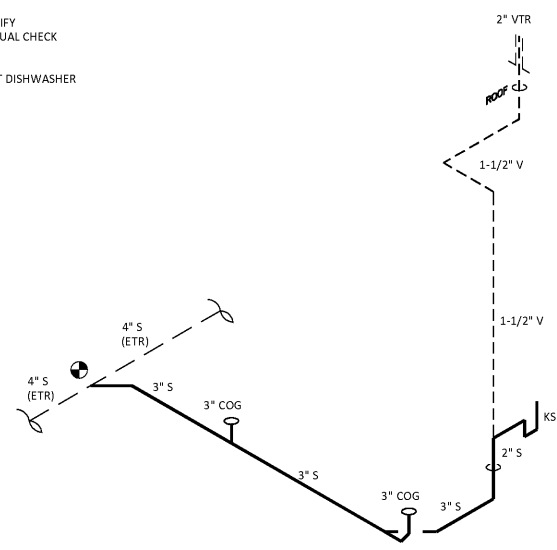 IFY
UAL CHECK
T DISHWASHER
2" VTR
ROOF
1-1/2" V
1-1/2" V
4" S
(ETR)
4" S
(ETR)
3" S
3" COG
KS
2" S
3" S
3" COG
3" S